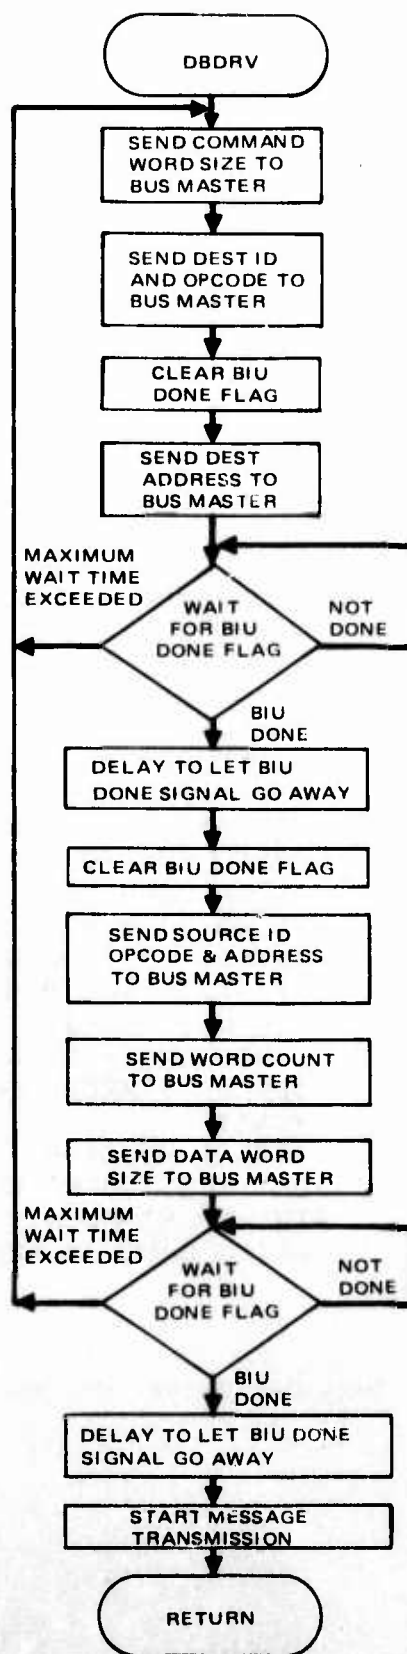 DBDRV
SEND COMMAND
WORD SIZE TO
BUS MASTER
SEND DEST ID
AND OPCODE TO
BUS MASTER
CLEAR BIU
DONE FLAG
SEND DEST
ADDRESS TO
BUS MASTER
MAXIMUM
WAIT TIME
EXCEEDED
WAIT
FOR BIU
DONE FLAG
NOT
DONE
BIU
DONE
DELAY TO LET BIU
DONE SIGNAL GO AWAY
CLEAR BIU DONE FLAG
SEND SOURCE ID
OPCODE & ADDRESS
TO BUS MASTER
SEND WORD COUNT
TO BUS MASTER
SEND DATA WORD
SIZE TO BUS MASTER
MAXIMUM
WAIT TIME
EXCEEDED
WAIT
FOR BIU
DONE FLAG
NOT
DONE
BIU
DONE
DELAY TO LET BIU DONE
SIGNAL GO AWAY
START MESSAGE
TRANSMISSION
RETURN